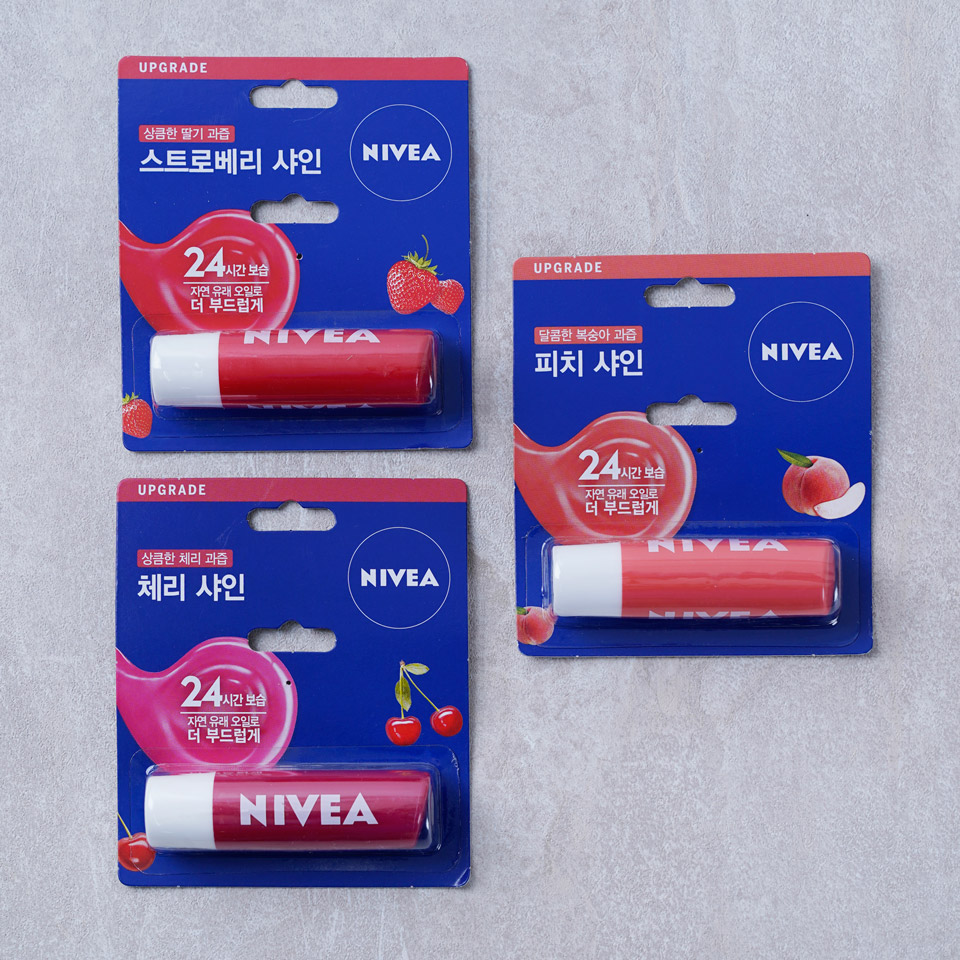 UPGRADE
상큼한 딸기 과즙
스트로베리 샤인
NIVEA
24시간 보습
자연 유래 오일로
더 부드럽게
NIVEA
NIVEA
UPGRADE
달콤한 복숭아 과즙
피치 샤인
NIVEA
24시간 보습
자연 유래 오일로
더 부드럽게
NIVEA
NIVEA
UPGRADE
상큼한 체리 과즙
체리 샤인
NIVEA
24시간 보습
자연 유래 오일로
더 부드럽게
NIVEA